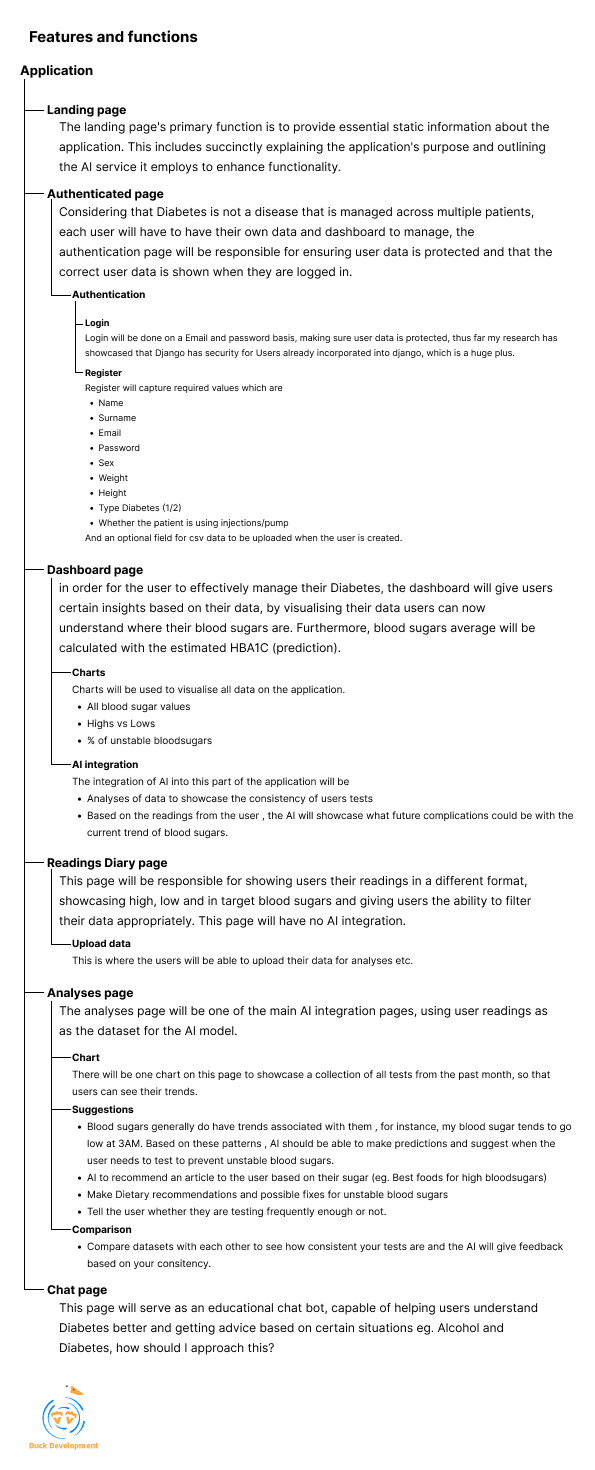 Features and functions
Application
Landing page
The landing page's primary function is to provide essential static information about the
application. This includes succinctly explaining the application's purpose and outlining
the AI service it employs to enhance functionality.
Authenticated page
Considering that Diabetes is not a disease that is managed across multiple patients,
each user will have to have their own data and dashboard to manage, the
authentication page will be responsible for ensuring user data is protected and that the
correct user data is shown when they are logged in.
Authentication
Login
Login will be done on a Email and password basis, making sure user data is protected, thus far my research has
showcased that Django has security for Users already incorporated into django, which is a huge plus.
Register
Register will capture required values which are
• Name
• Surname
• Email
• Password
• Sex
• Weight
• Height
• Type Diabetes (1/2)
• Whether the patient is using injections/pump
And an optional field for csv data to be uploaded when the user is created.
Dashboard page
in order for the user to effectively manage their Diabetes, the dashboard will give users
certain insights based on their data, by visualising their data users can now
understand where their blood sugars are. Furthermore, blood sugars average will be
calculated with the estimated HBA1C (prediction).
Charts
Charts will be used to visualise all data on the application.
• All blood sugar values
• Highs vs Lows
• % of unstable bloodsugars
AI integration
The integration of AI into this part of the application will be
• Analyses of data to showcase the consistency of users tests
• Based on the readings from the user , the AI will showcase what future complications could be with the
current trend of blood sugars.
Readings Diary page
This page will be responsible for showing users their readings in a different format,
showcasing high, low and in target blood sugars and giving users the ability to filter
their data appropriately. This page will have no AI integration.
Upload data
This is where the users will be able to upload their data for analyses etc.
Analyses page
The analyses page will be one of the main AI integration pages, using user readings as
as the dataset for the AI model.
Chart
There will be one chart on this page to showcase a collection of all tests from the past month, so that
users can see their trends.
Suggestions
• Blood sugars generally do have trends associated with them , for instance, my blood sugar tends to go
low at 3AM. Based on these patterns , AI should be able to make predictions and suggest when the
user needs to test to prevent unstable blood sugars.
• AI to recommend an article to the user based on their sugar (eg. Best foods for high bloodsugars)
• Make Dietary recommendations and possible fixes for unstable blood sugars
• Tell the user whether they are testing frequently enough or not.
Comparison
• Compare datasets with each other to see how consistent your tests are and the AI will give feedback
based on your consitency.
Chat page
This page will serve as an educational chat bot, capable of helping users understand
Diabetes better and getting advice based on certain situations eg. Alcohol and
Diabetes, how should I approach this?
Duck Development